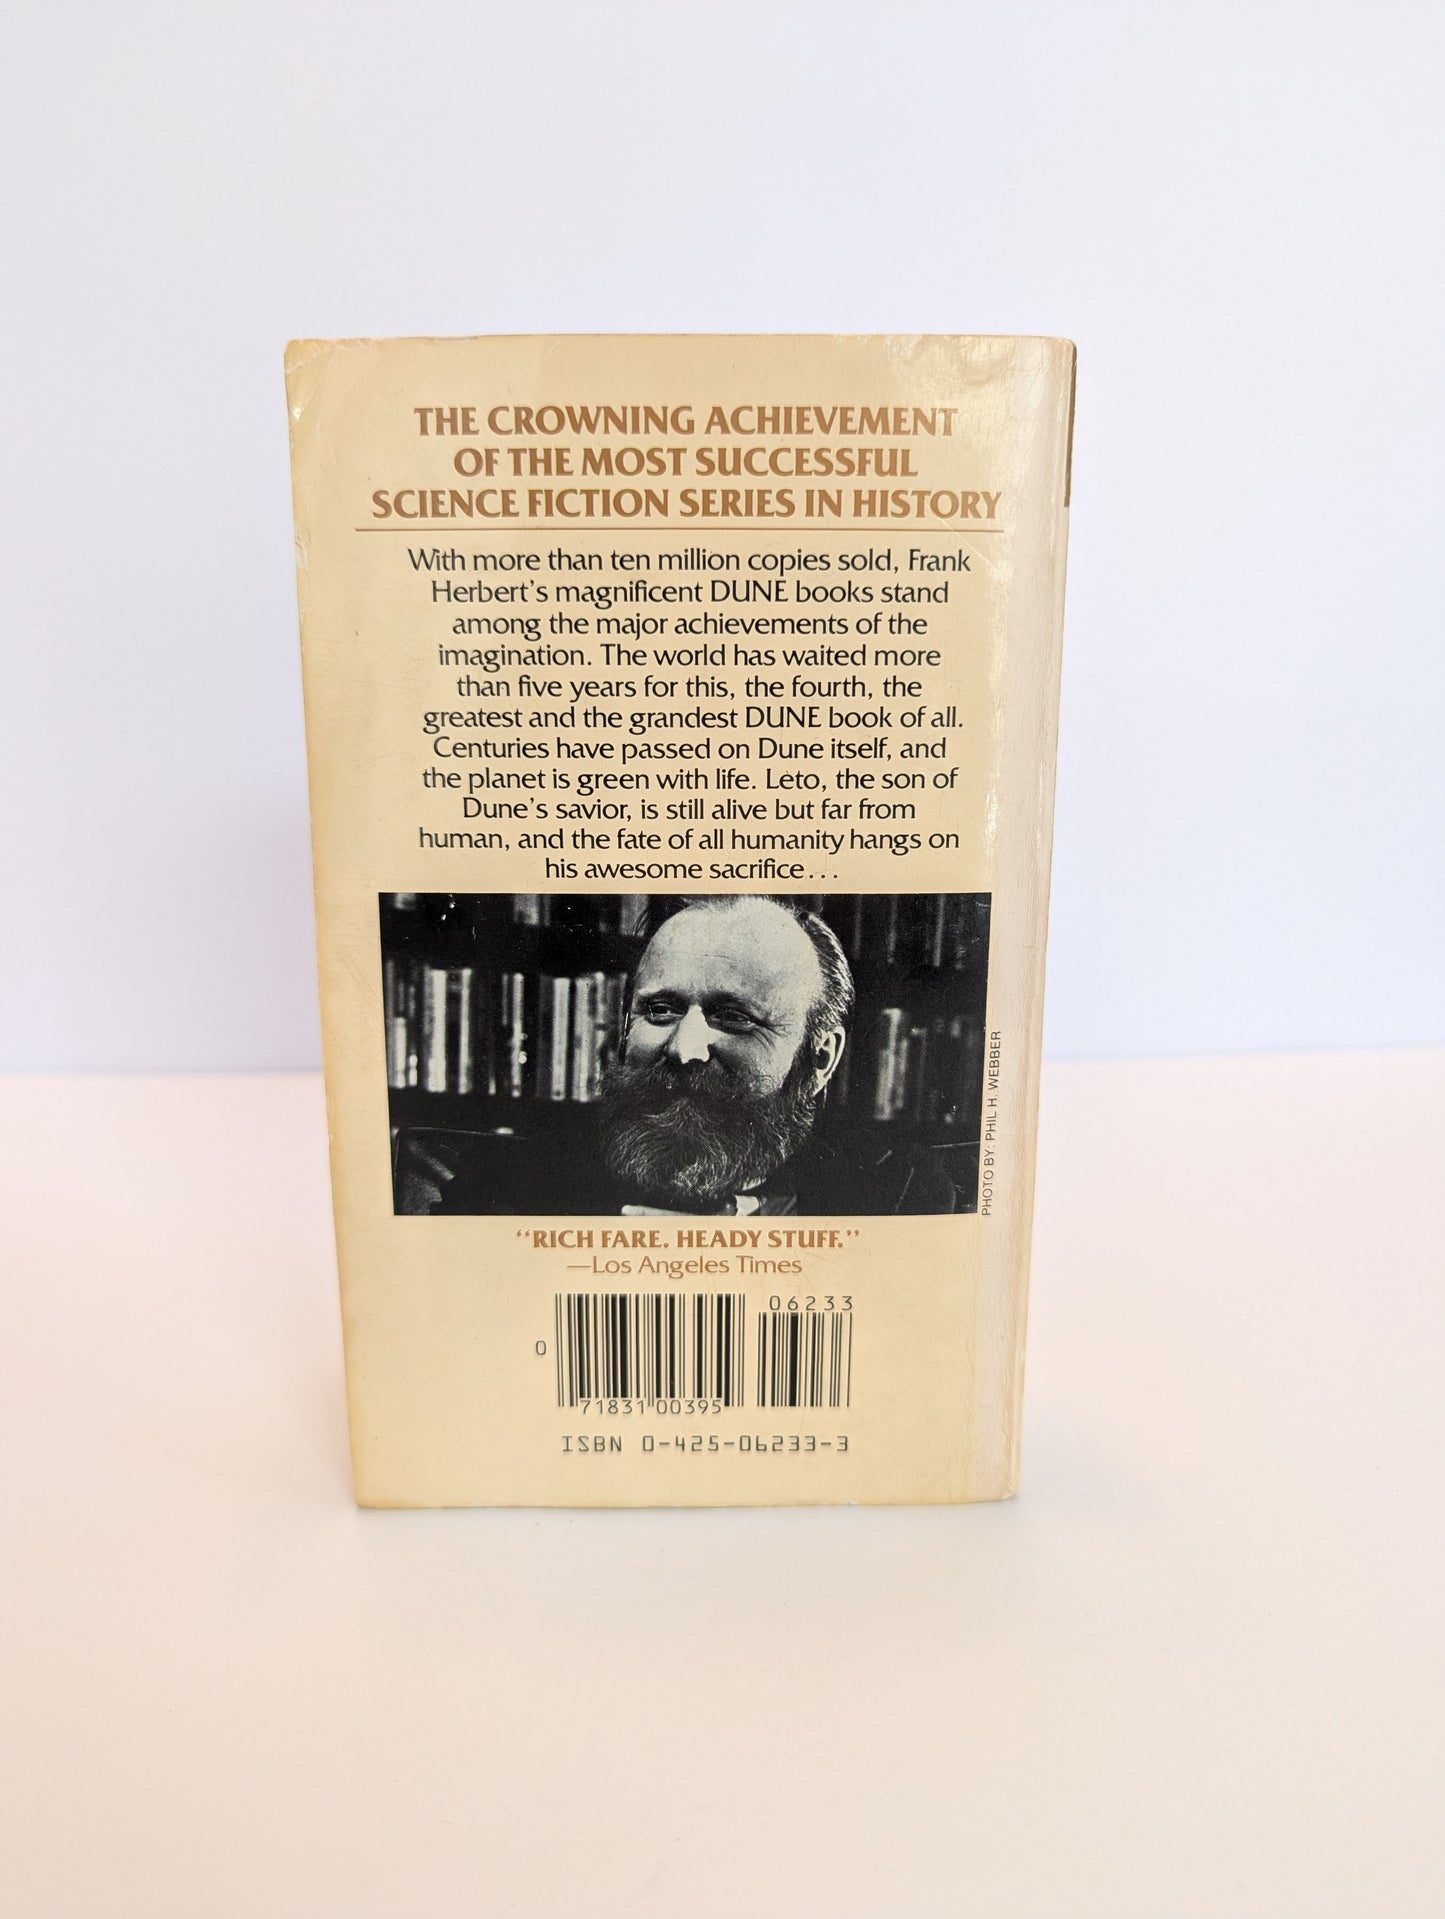 THE CROWNING ACHIEVEMENT
OF THE MOST SUCCESSFUL
SCIENCE FICTION SERIES IN HISTORY
With more than ten million copies sold, Frank
Herbert's magnificent DUNE books stand
among the major achievements of the
imagination. The world has waited more
than five years for this, the fourth, the
greatest and the grandest DUNE book of all.
Centuries have passed on Dune itself, and
the planet is green with life. Leto, the son of
Dune's savior, is still alive but far from
human, and the fate of all humanity hangs on
his awesome sacrifice...
PHOTO BY: PHIL H. WEBBER
“RICH FARE. HEADY STUFF.”
—Los Angeles Times
06233
0
71831 00395
ISBN 0-425-06233-3